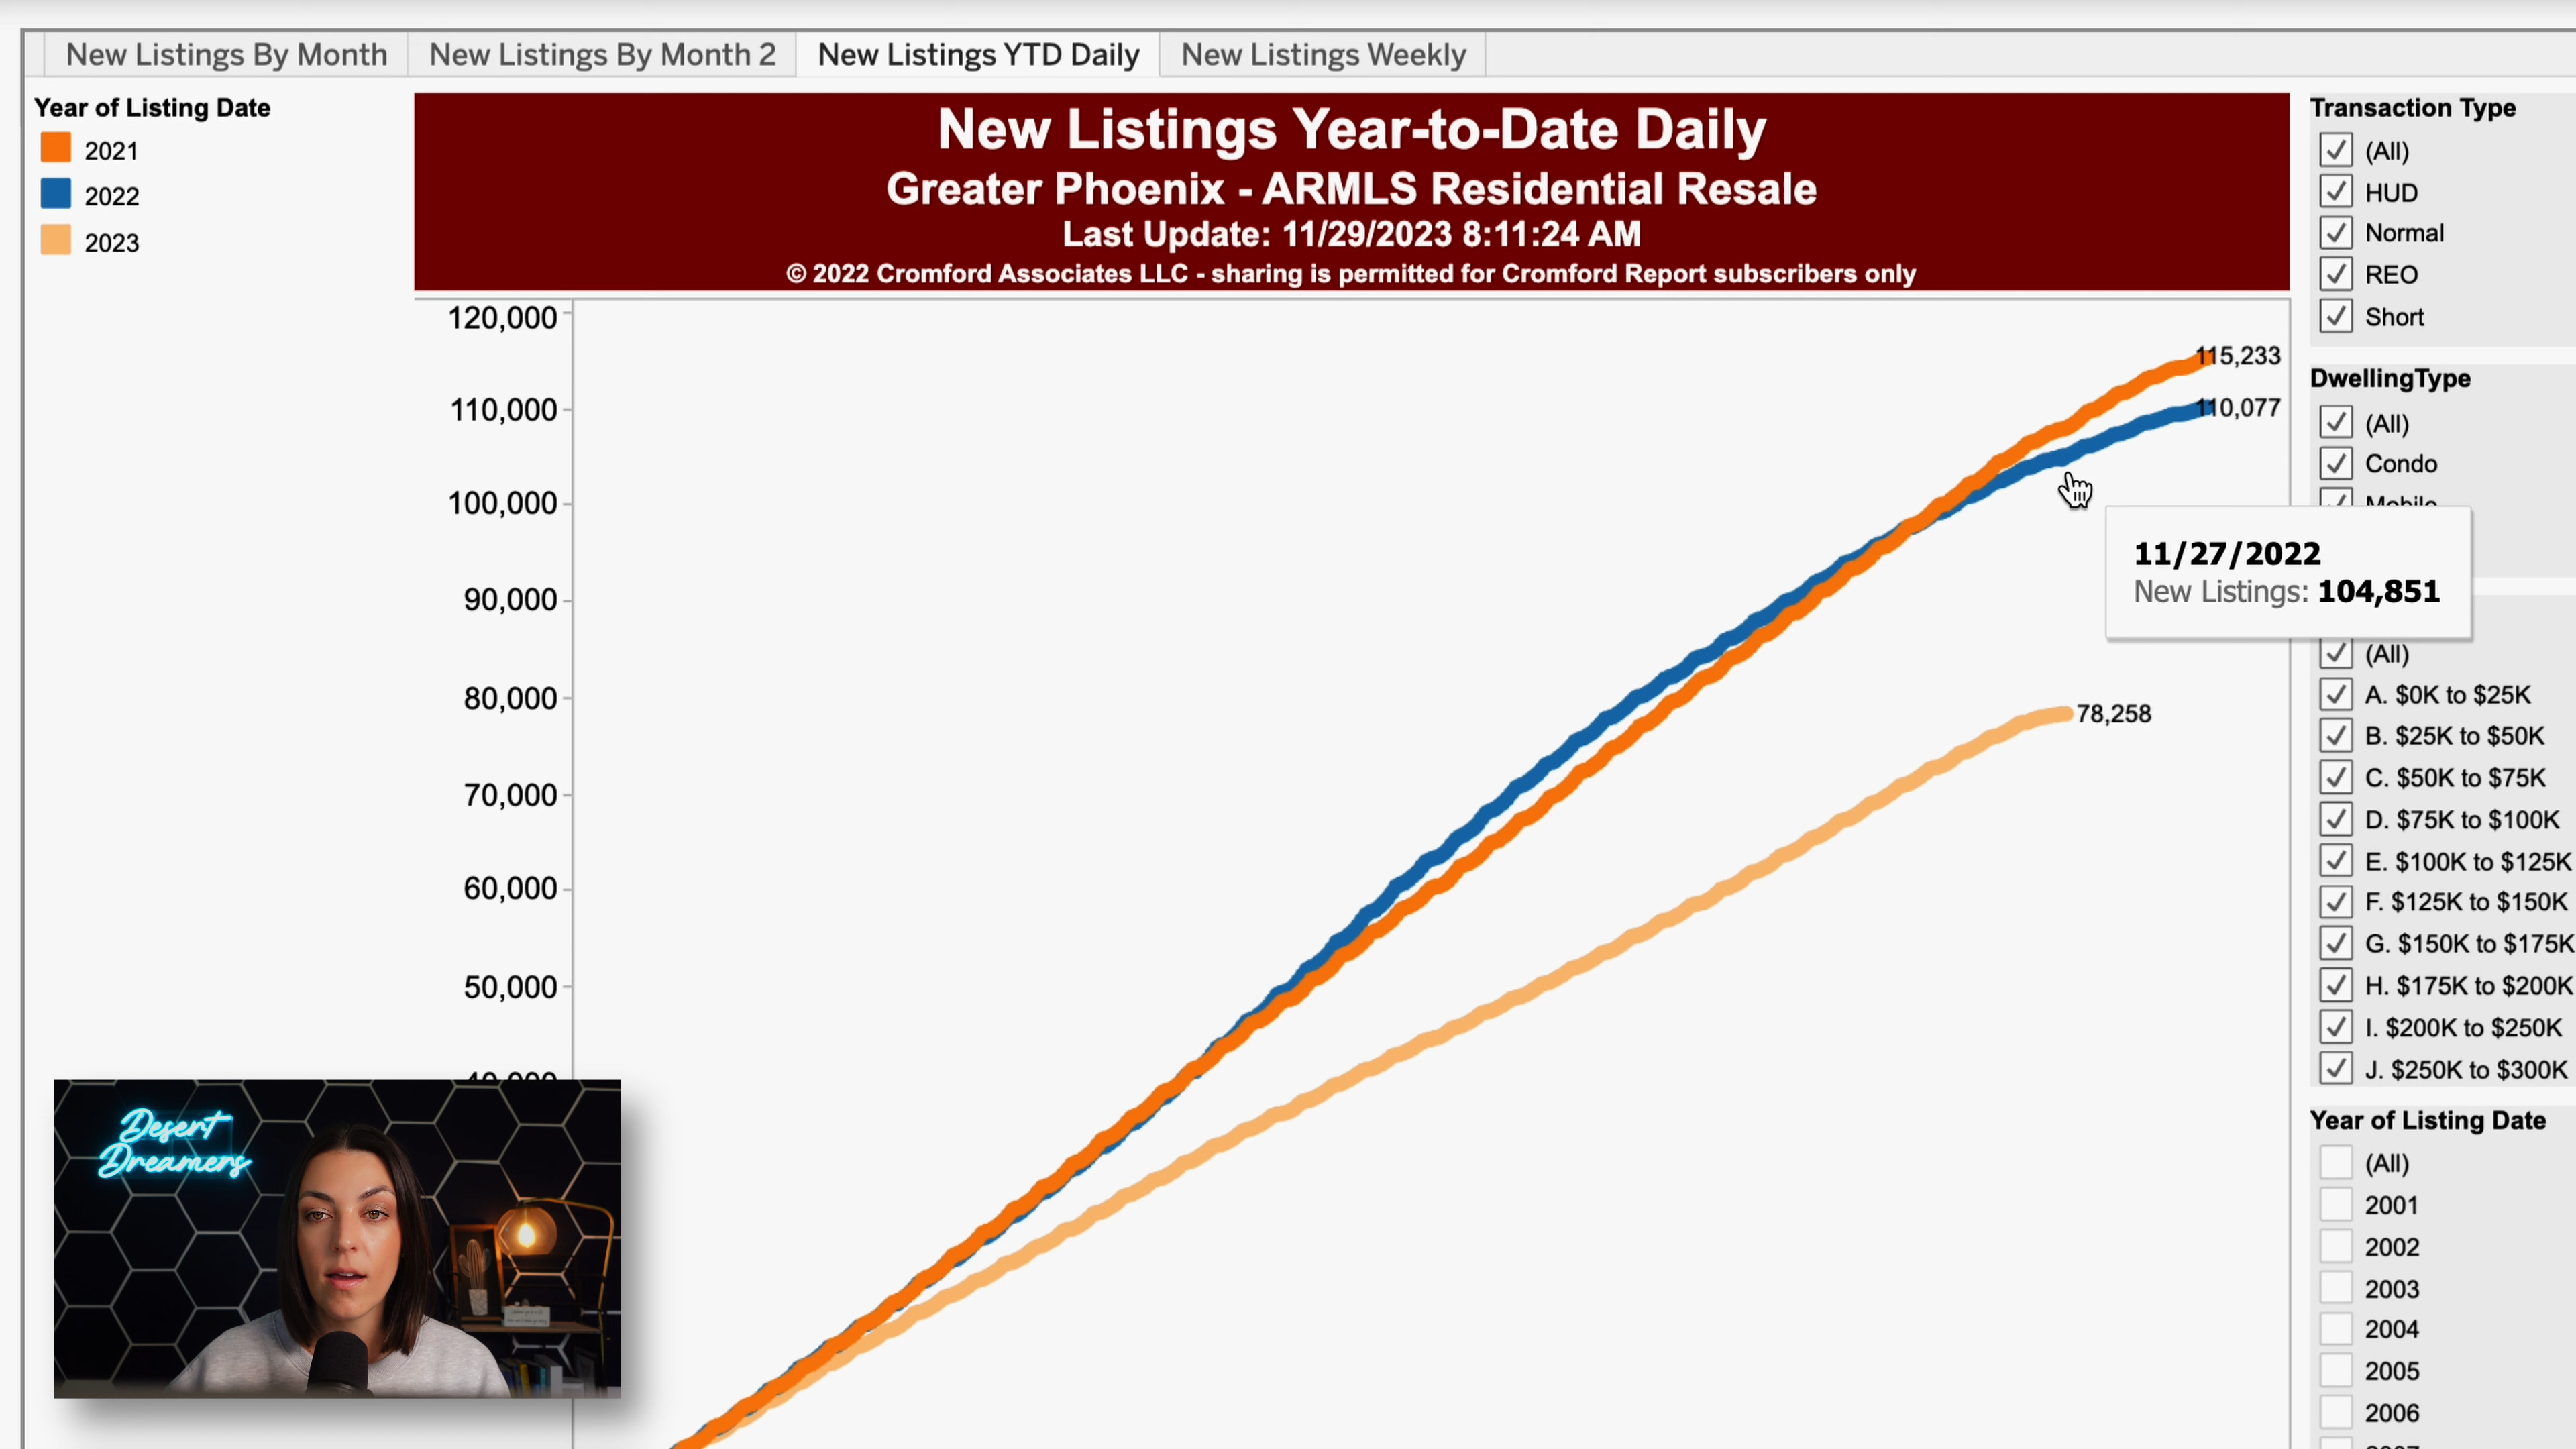 New Listings By Month
New Listings By Month 2
New Listings YTD Daily
New Listings Weekly
Year of Listing Date
2021
2022
2023
New Listings Year-to-Date Daily
Greater Phoenix - ARMLS Residential Resale
Last Update: 11/29/2023 8:11:24 AM
© 2022 Cromford Associates LLC - sharing is permitted for Cromford Report subscribers only
120,000
110,000
100,000
90,000
80,000
70,000
60,000
50,000
40,000
115,233
110,077
78,258
11/27/2022
New Listings: 104,851
Transaction Type
(All)
HUD
Normal
REO
Short
DwellingType
(All)
Condo
Mobile
(All)
A. $0K to $25K
B. $25K to $50K
C. $50K to $75K
D. $75K to $100K
E. $100K to $125K
F. $125K to $150K
G. $150K to $175K
H. $175K to $200K
I. $200K to $250K
J. $250K to $300K
Year of Listing Date
(All)
2001
2002
2003
2004
2005
2006
2007
Desert
Dreamers